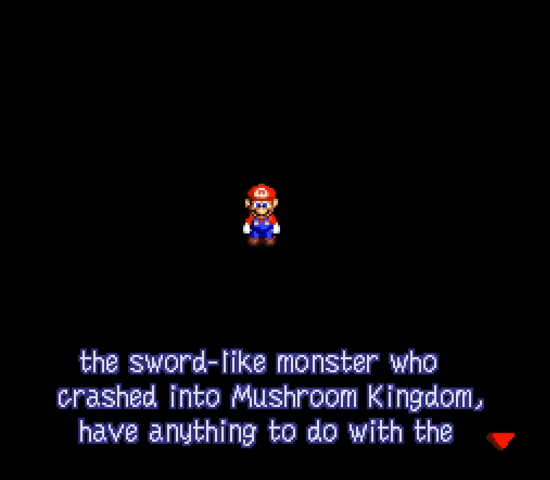 the sword-like monster who
crashed into Mushroom Kingdom,
have anything to do with the